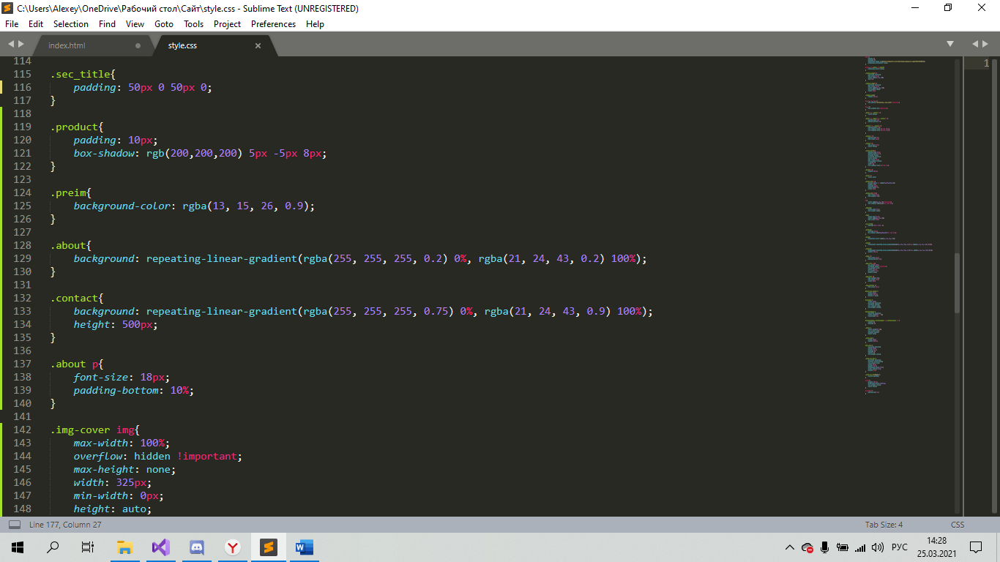 C:\Users\Alexey\OneDrive\Рабочий стол\Сайт\style.css - Sublime Text (UNREGISTERED)
File Edit Selection Find View Goto Tools Project Preferences Help
index.html style.css
114
115 .sec_title{
116 padding: 50px 0 50px 0;
117 }
118
119 .product{
120 padding: 10px;
121 box-shadow: rgb(200,200,200) 5px -5px 8px;
122 }
123
124 .preim{
125 background-color: rgba(13, 15, 26, 0.9);
126 }
127
128 .about{
129 background: repeating-linear-gradient(rgba(255, 255, 255, 0.2) 0%, rgba(21, 24, 43, 0.2) 100%);
130 }
131
132 .contact{
133 background: repeating-linear-gradient(rgba(255, 255, 255, 0.75) 0%, rgba(21, 24, 43, 0.9) 100%);
134 height: 500px;
135 }
136
137 .about p{
138 font-size: 18px;
139 padding-bottom: 10%;
140 }
141
142 .img-cover img{
143 max-width: 100%;
144 overflow: hidden !important;
145 max-height: none;
146 width: 325px;
147 min-width: 0px;
148 height: auto;
1
Line 177, Column 27 Tab Size: 4 CSS
РУС 14:28
25.03.2021